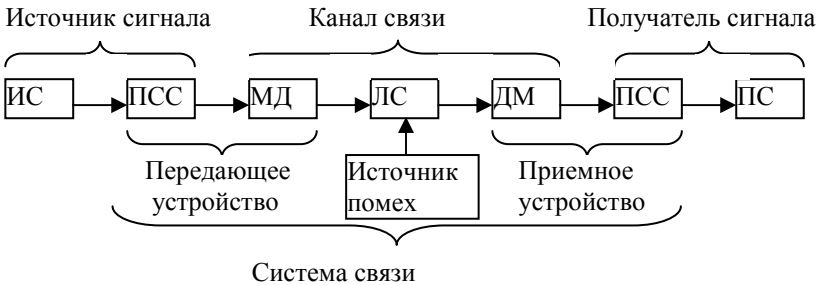 Источник сигнала
Канал связи
Получатель сигнала
ИС
ПСС
МД
ЛС
ДМ
ПСС
ПС
Передающее
устройство
Источник
помех
Приемное
устройство
Система связи